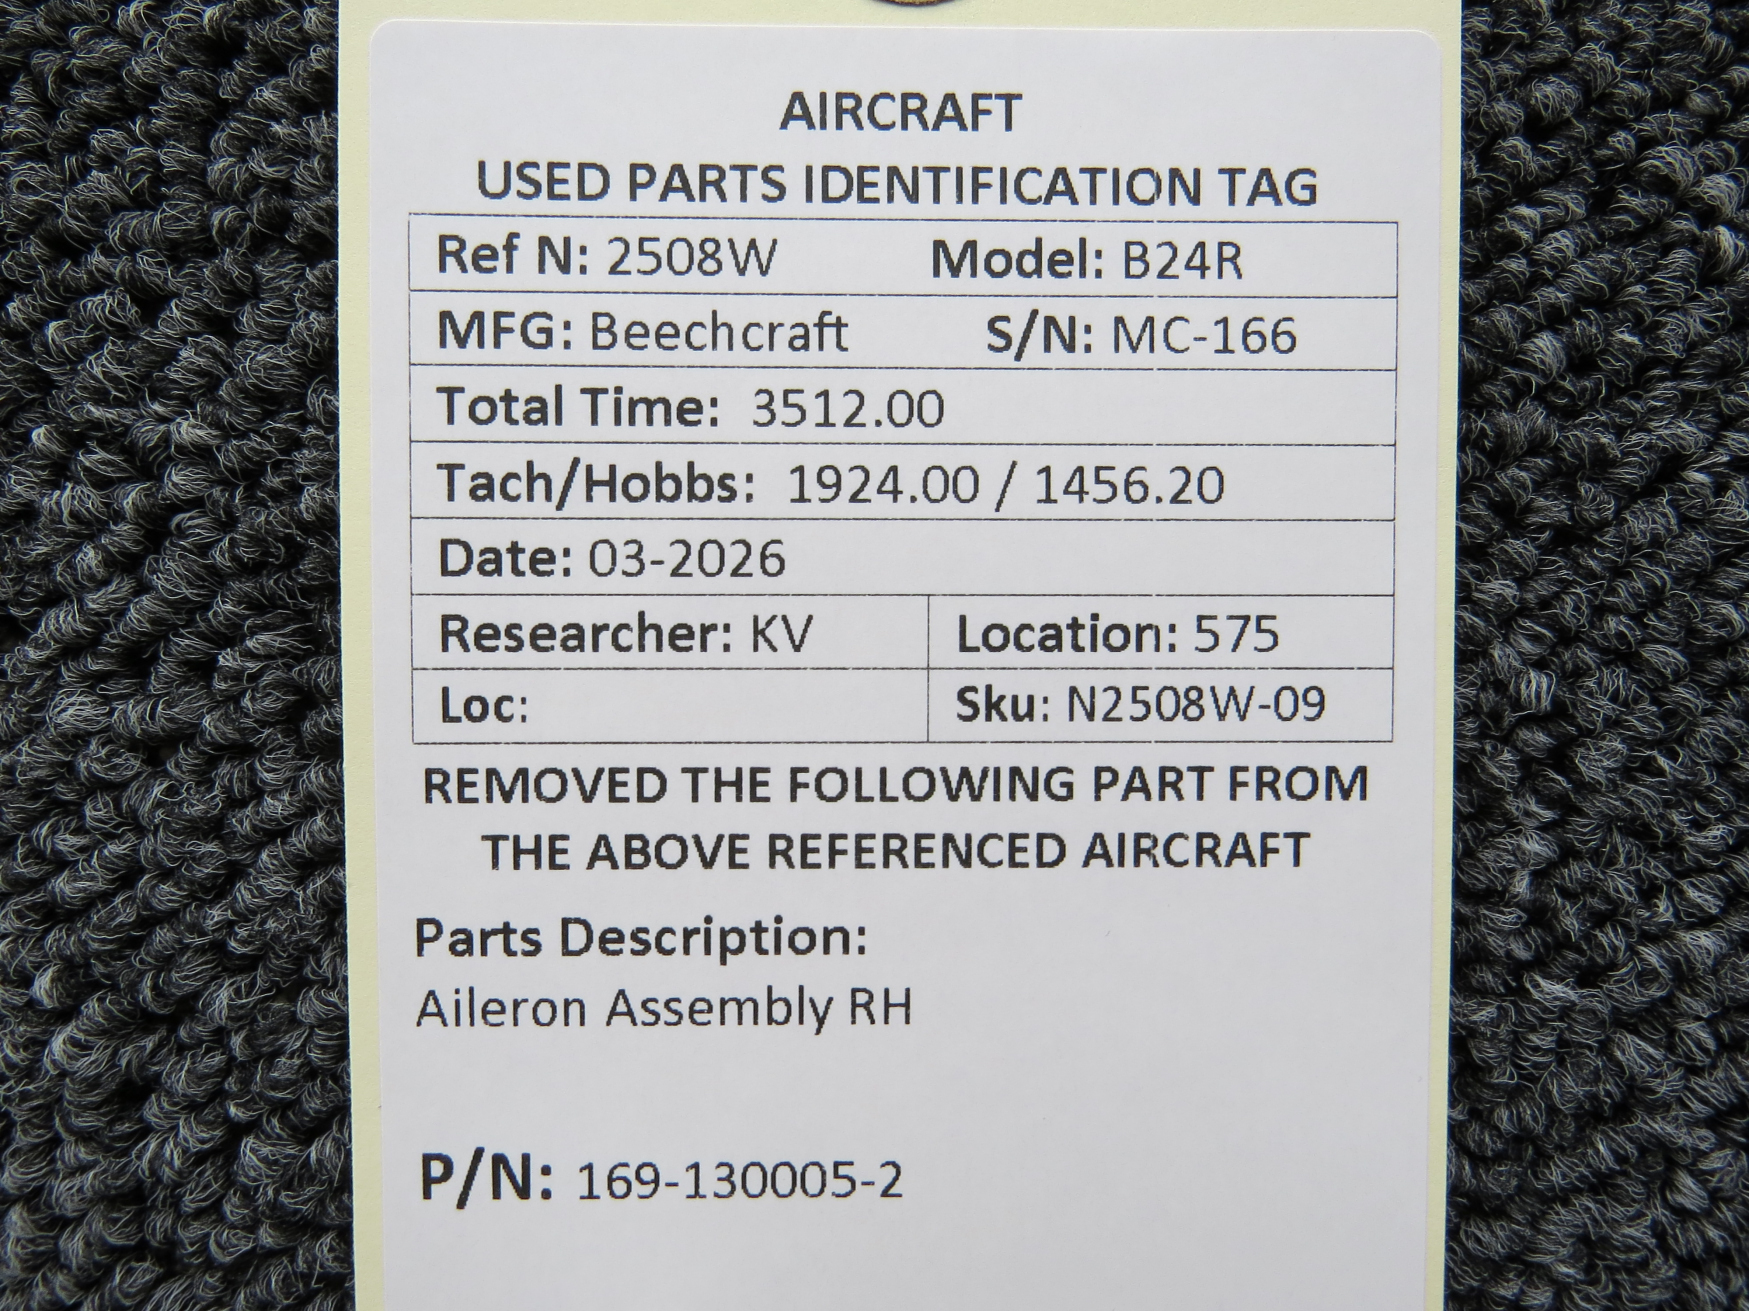 AIRCRAFT
USED PARTS IDENTIFICATION TAG
Ref N: 2508W Model: B24R
MFG: Beechcraft S/N: MC-166
Total Time: 3512.00
Tach/Hobbs: 1924.00 / 1456.20
Date: 03-2026
Researcher: KV Location: 575
Loc: Sku: N2508W-09
REMOVED THE FOLLOWING PART FROM
THE ABOVE REFERENCED AIRCRAFT
Parts Description:
Aileron Assembly RH
P/N: 169-130005-2